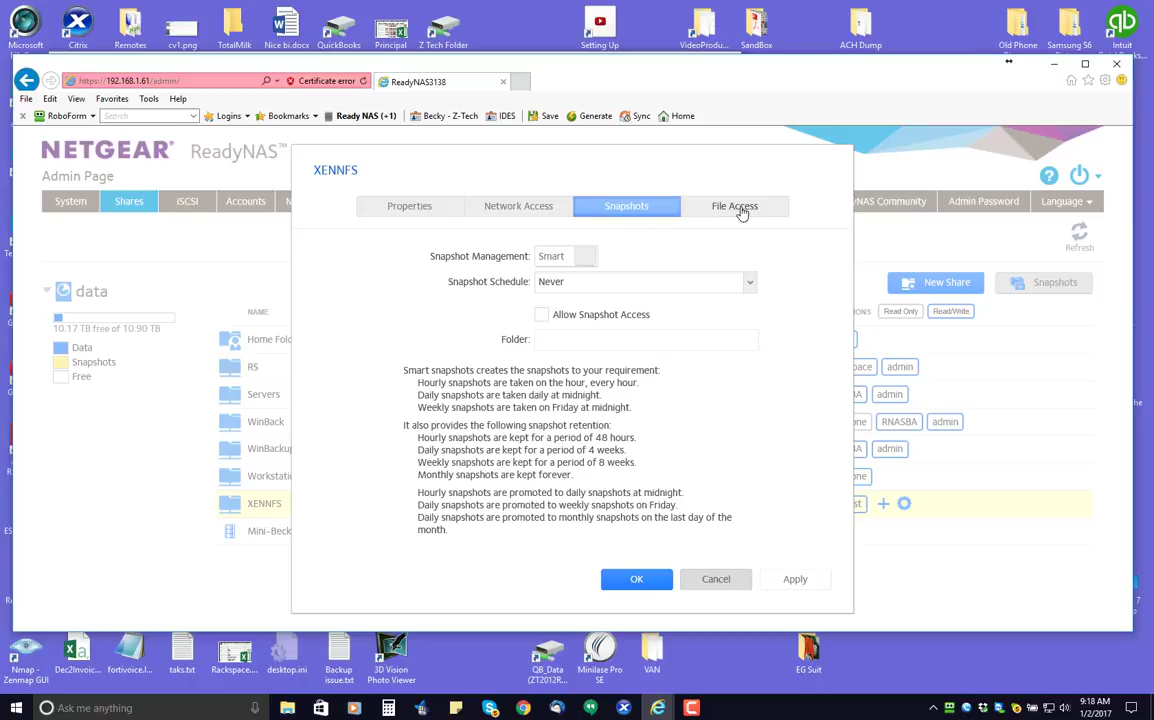 Microsoft
Citrix
Remotes
cv1.png
TotalMilk
Nice bi.docx
QuickBooks
Principal
Z Tech Folder
Setting Up
VideoProdu...
SandBox
ACH Dump
Old Phone
Samsung S6
Intuit
https://192.168.1.61/admin/
Certificate error
ReadyNAS3138
File Edit View Favorites Tools Help
RoboForm
Search
Logins
Bookmarks
Ready NAS (+1)
Becky - Z-Tech
IDES
Save
Generate
Sync
Home
NETGEAR® ReadyNAS™
Admin Page
System
Shares
iSCSI
Accounts
N
yNAS Community
Admin Password
Language
Refresh
XENNFS
Properties
Network Access
Snapshots
File Access
Snapshot Management: Smart
Snapshot Schedule: Never
Allow Snapshot Access
Folder:
Smart snapshots creates the snapshots to your requirement:
Hourly snapshots are taken on the hour, every hour.
Daily snapshots are taken daily at midnight.
Weekly snapshots are taken on Friday at midnight.
It also provides the following snapshot retention:
Hourly snapshots are kept for a period of 48 hours.
Daily snapshots are kept for a period of 4 weeks.
Weekly snapshots are kept for a period of 8 weeks.
Monthly snapshots are kept forever.
Hourly snapshots are promoted to daily snapshots at midnight.
Daily snapshots are promoted to weekly snapshots on Friday.
Daily snapshots are promoted to monthly snapshots on the last day of the
month.
OK
Cancel
Apply
data
10.17 TB free of 10.90 TB
Data
Snapshots
Free
NAME
Home Fol
RS
Servers
WinBack
WinBackup
Workstatio
XENNFS
Mini-Beck
New Share
Snapshots
IONS
Read Only
Read/Write
pace
admin
BA
admin
one
RNASBA
admin
BA
admin
one
st
Nmap -
Zenmap GUI
Dec2Invoic...
fortivoice.l...
taks.txt
Rackspace....
desktop.ini
Backup
issue.txt
3D Vision
Photo Viewer
QB_Data
(ZT2012R...
Minilase Pro
SE
VAN
EG Suit
Ask me anything
9:18 AM
1/2/2017